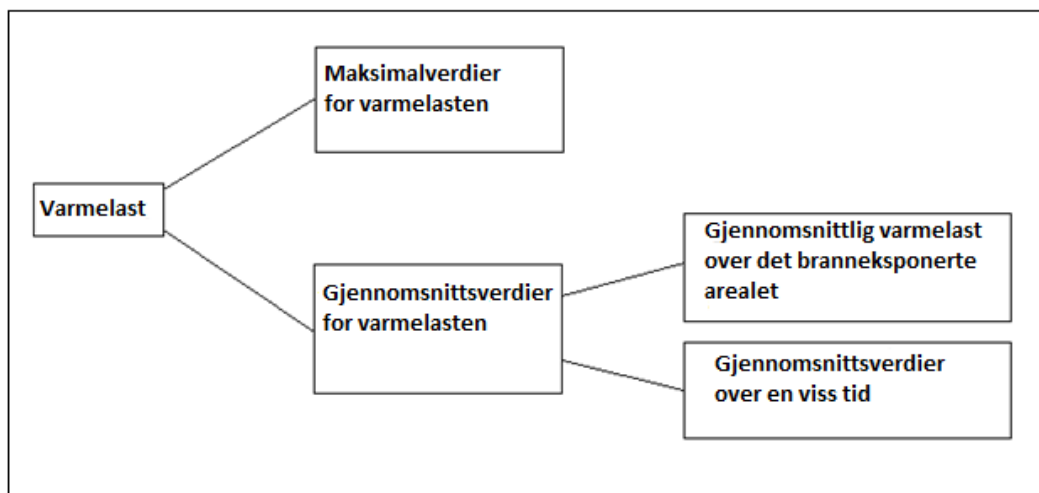 Maksimalverdier
for varmelasten
Varmelast
Gjennomsnittsverdier
for varmelasten
Gjennomsnittlig varmelast
over det branneksponerte
arealet
Gjennomsnittsverdier
over en viss tid